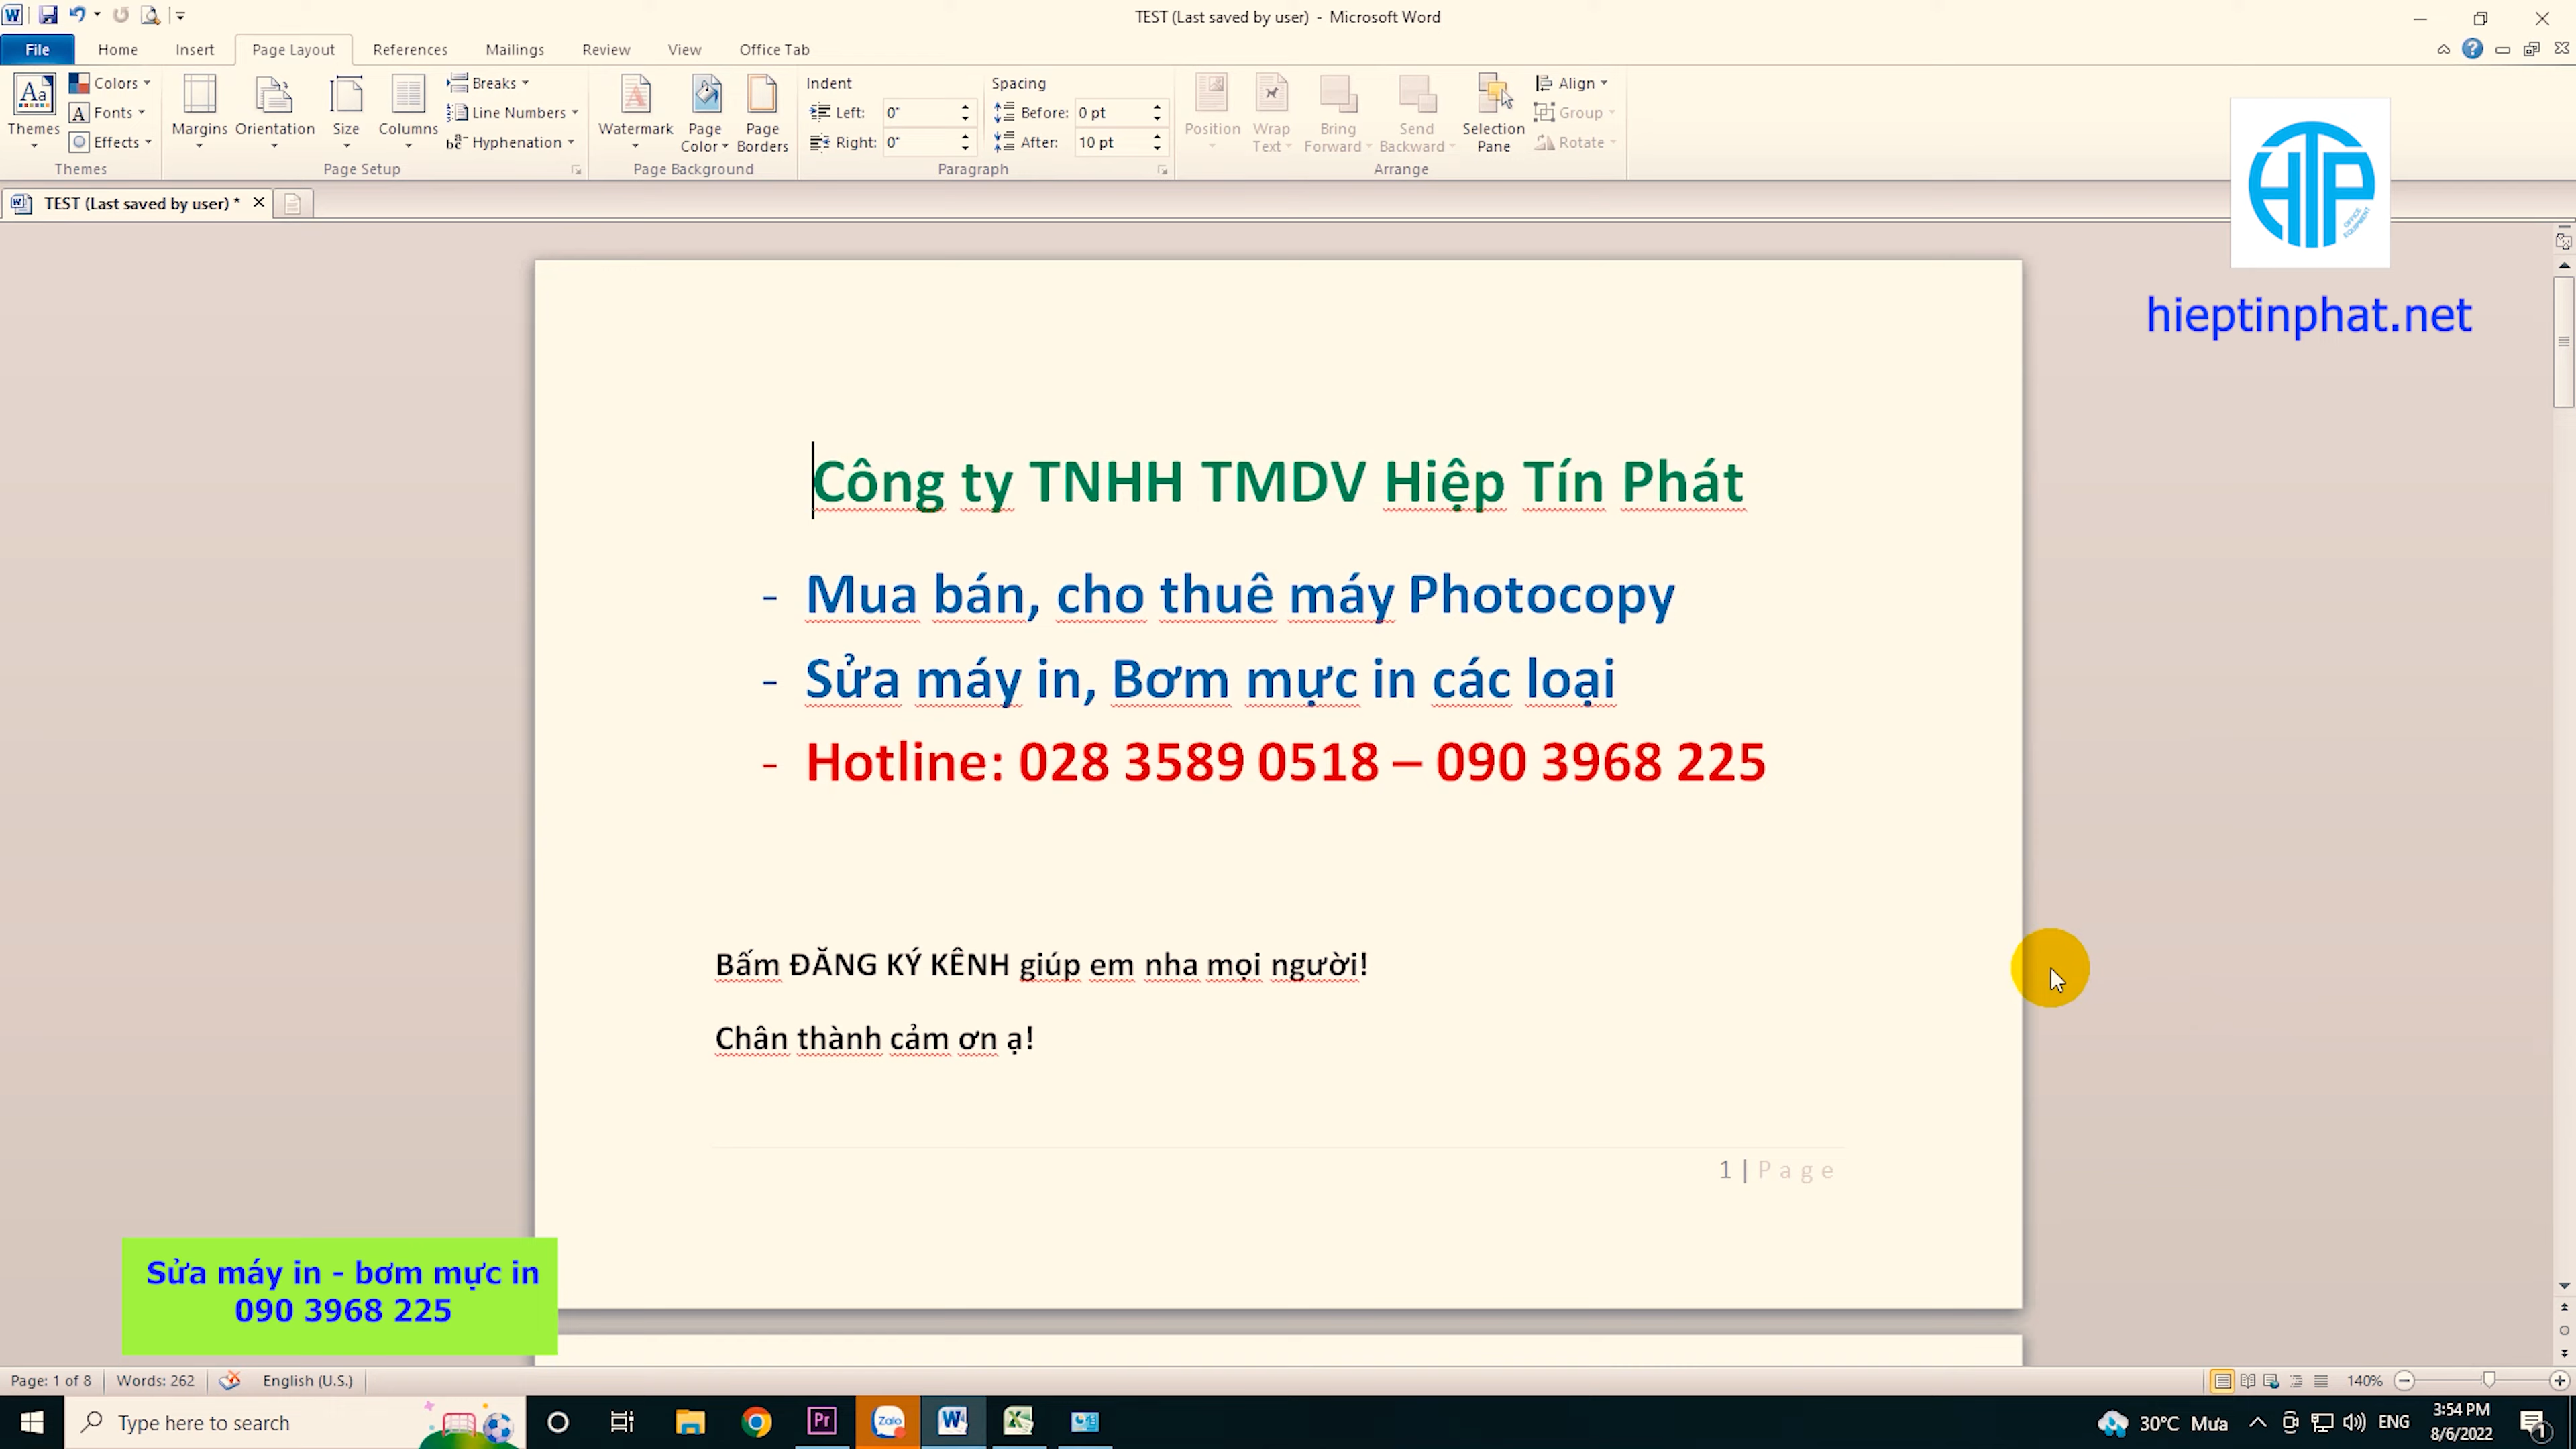 TEST (Last saved by user) - Microsoft Word
File Home Insert Page Layout References Mailings Review View Office Tab
Themes
Colors
Fonts
Effects
Themes
Margins
Orientation
Size
Columns
Breaks
Line Numbers
Hyphenation
Page Setup
Watermark
Page Color
Page Borders
Page Background
Indent
Left: 0"
Right: 0"
Spacing
Before: 0 pt
After: 10 pt
Paragraph
Position
Wrap Text
Bring Forward
Send Backward
Selection Pane
Align
Group
Rotate
Arrange
TEST (Last saved by user) *
HTP
OFFICE EQUIPMENT
hieptinphat.net
Công ty TNHH TMDV Hiệp Tín Phát
- Mua bán, cho thuê máy Photocopy
- Sửa máy in, Bơm mực in các loại
- Hotline: 028 3589 0518 – 090 3968 225
Bấm ĐĂNG KÝ KÊNH giúp em nha mọi người!
Chân thành cảm ơn ạ!
1 | Page
Sửa máy in - bơm mực in
090 3968 225
Page: 1 of 8 Words: 262 English (U.S.) 140%
Type here to search
Pr
Zalo
30°C Mưa
ENG
3:54 PM
8/6/2022
1